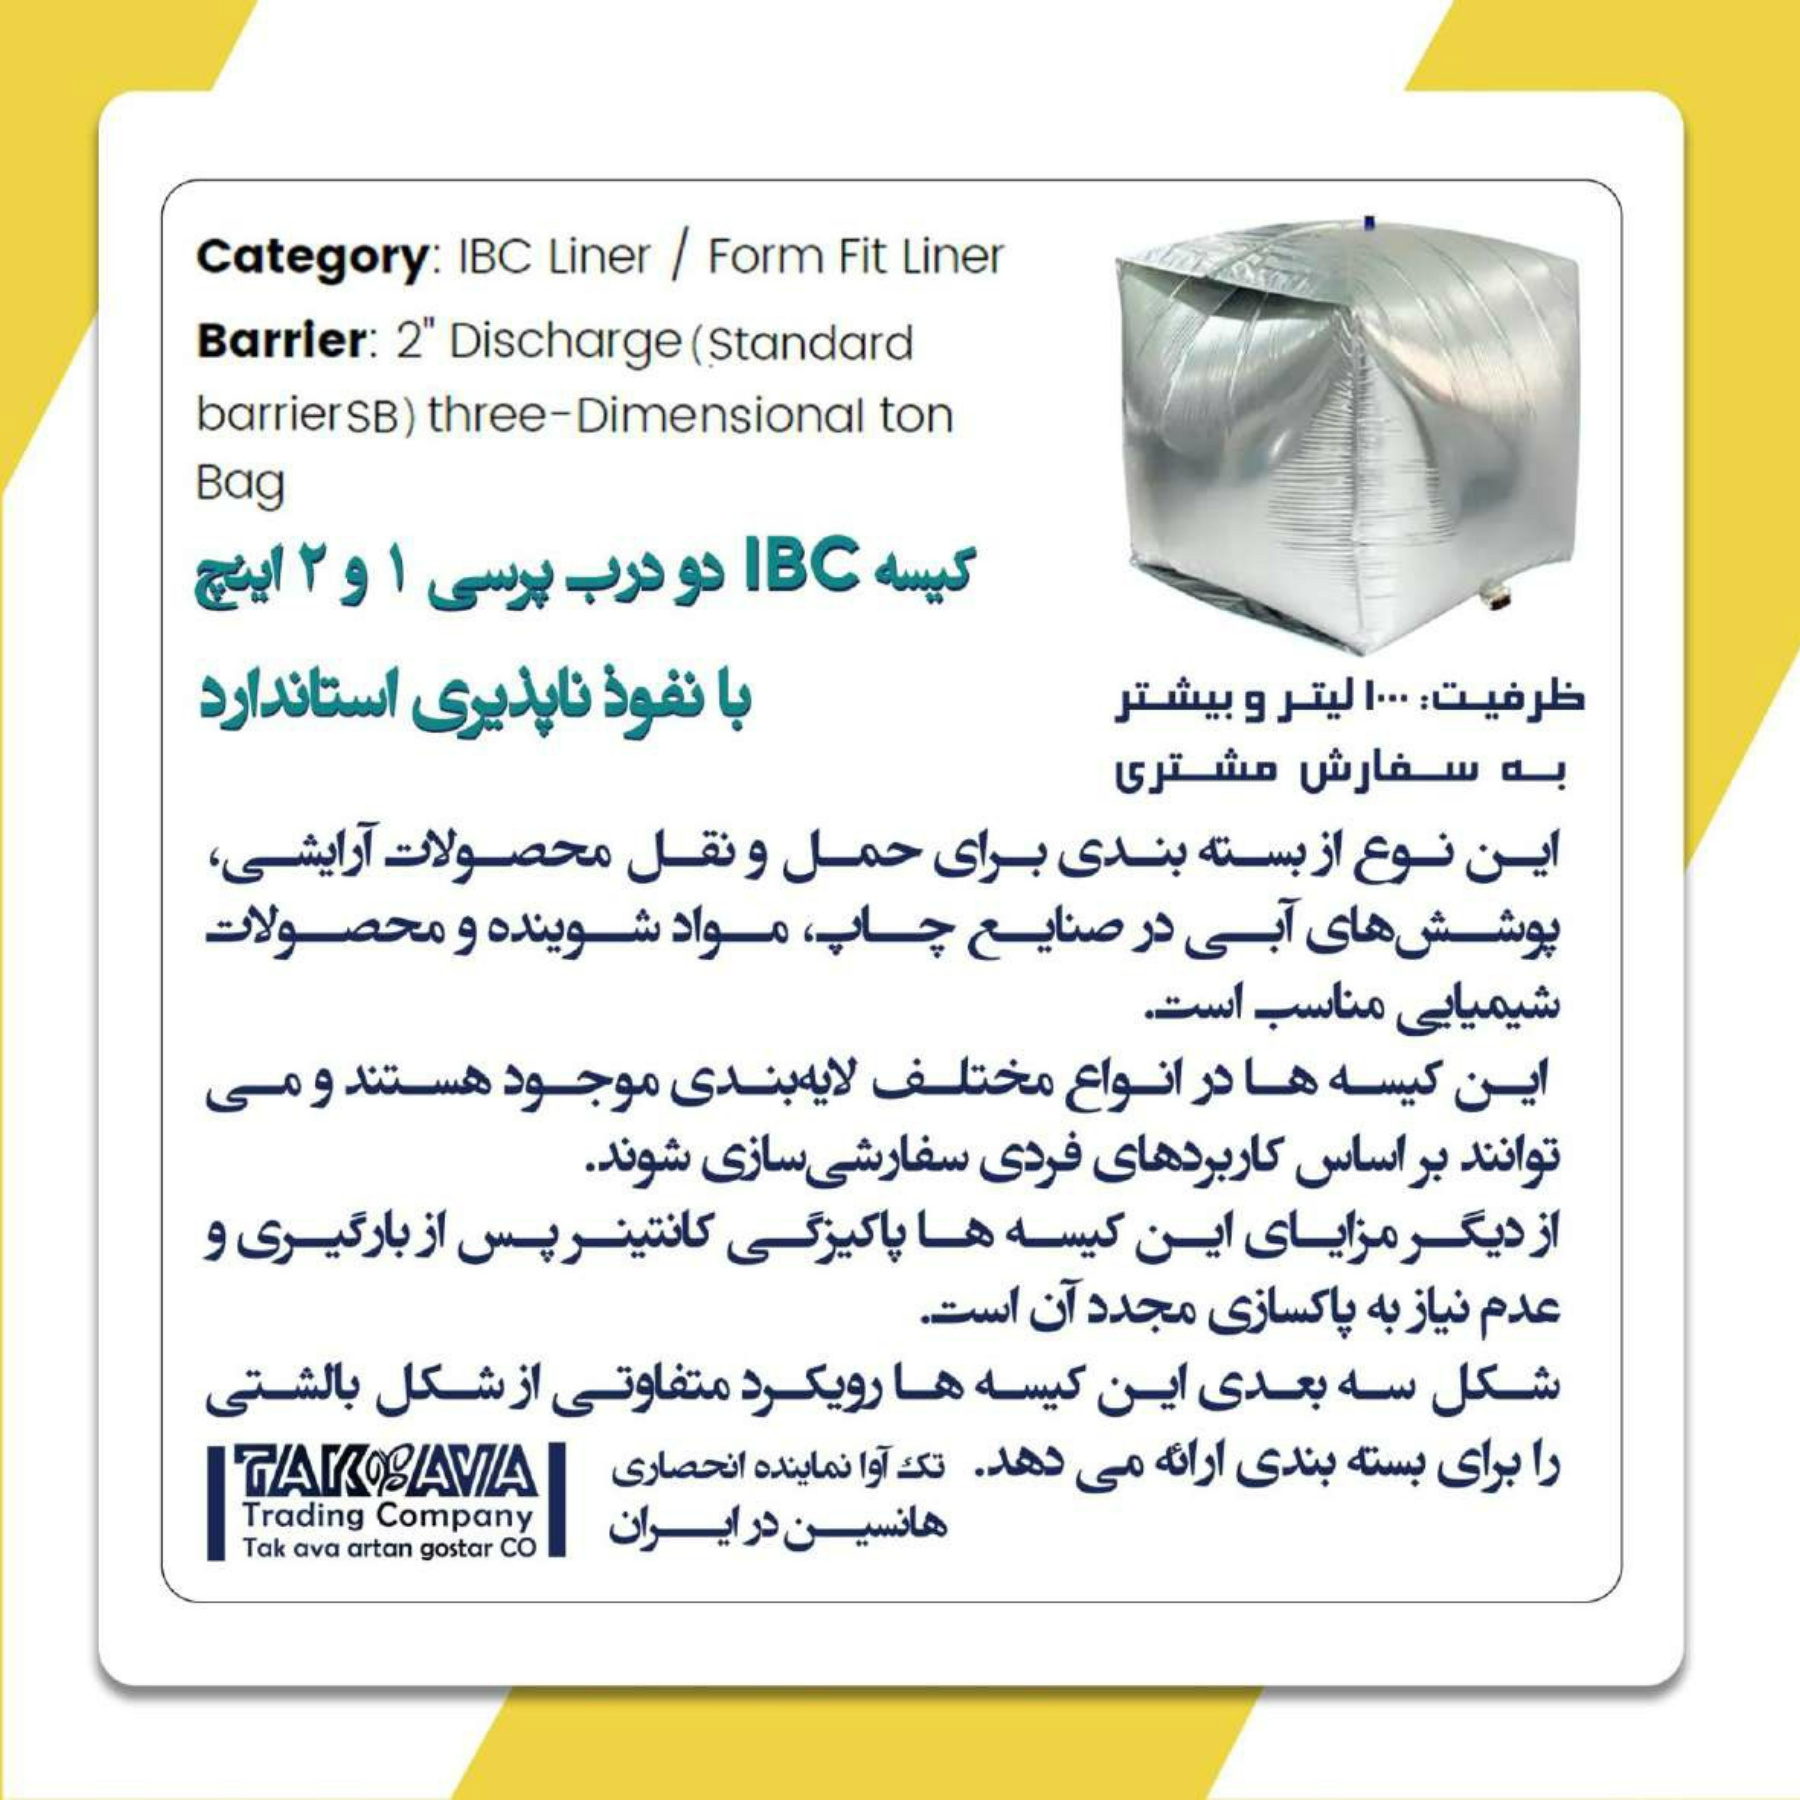 Category: IBC Liner / Form Fit Liner
Barrier: 2" Discharge (Standard
barrier SB) three-Dimensional ton
Bag
کیسه IBC دو درب پرسی ۱ و ۲ اینچ
با نفوذ ناپذیری استاندارد
ظرفیت: ۱۰۰۰ لیتر و بیشتر
به سفارش مشتری
این نوع از بسته بندی برای حمل و نقل محصولات آرایشی،
پوشش‌های آبی در صنایع چاپ، مواد شوینده و محصولات
شیمیایی مناسب است.
این کیسه ها در انواع مختلف لایه‌بندی موجود هستند و می
توانند بر اساس کاربردهای فردی سفارشی‌سازی شوند.
از دیگر مزایای این کیسه ها پاکیزگی کانتینر پس از بارگیری و
عدم نیاز به پاکسازی مجدد آن است.
شکل سه بعدی این کیسه ها رویکرد متفاوتی از شکل بالشتی
را برای بسته بندی ارائه می دهد.
تک آوا نماینده انحصاری
هانسین در ایران
TAK AVA
Trading Company
Tak ava artan gostar CO